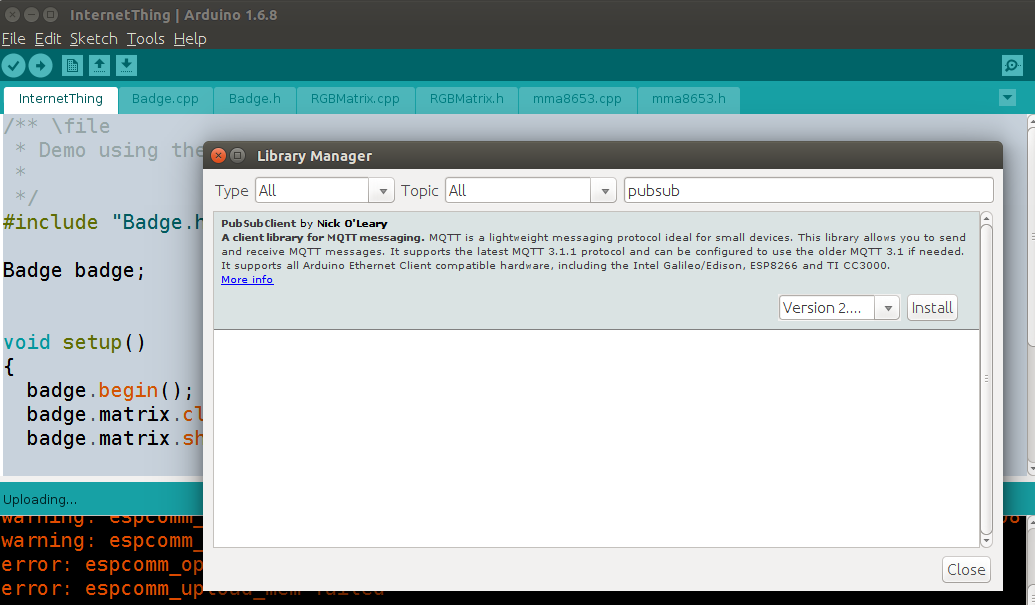 InternetThing | Arduino 1.6.8
File Edit Sketch Tools Help
InternetThing Badge.cpp Badge.h RGBMatrix.cpp RGBMatrix.h mma8653.cpp mma8653.h
/** \file
* Demo using the
*
*/
#include "Badge.h
Badge badge;
void setup()
{
badge.begin();
badge.matrix.cl
badge.matrix.sh
Library Manager
Type All Topic All pubsub
PubSubClient by Nick O'Leary
A client library for MQTT messaging. MQTT is a lightweight messaging protocol ideal for small devices. This library allows you to send
and receive MQTT messages. It supports the latest MQTT 3.1.1 protocol and can be configured to use the older MQTT 3.1 if needed.
It supports all Arduino Ethernet Client compatible hardware, including the Intel Galileo/Edison, ESP8266 and TI CC3000.
More info
Version 2.... Install
Close
Uploading...
warning: espcomm_
warning: espcomm_
error: espcomm_op
error: espcomm_upload_mem failed